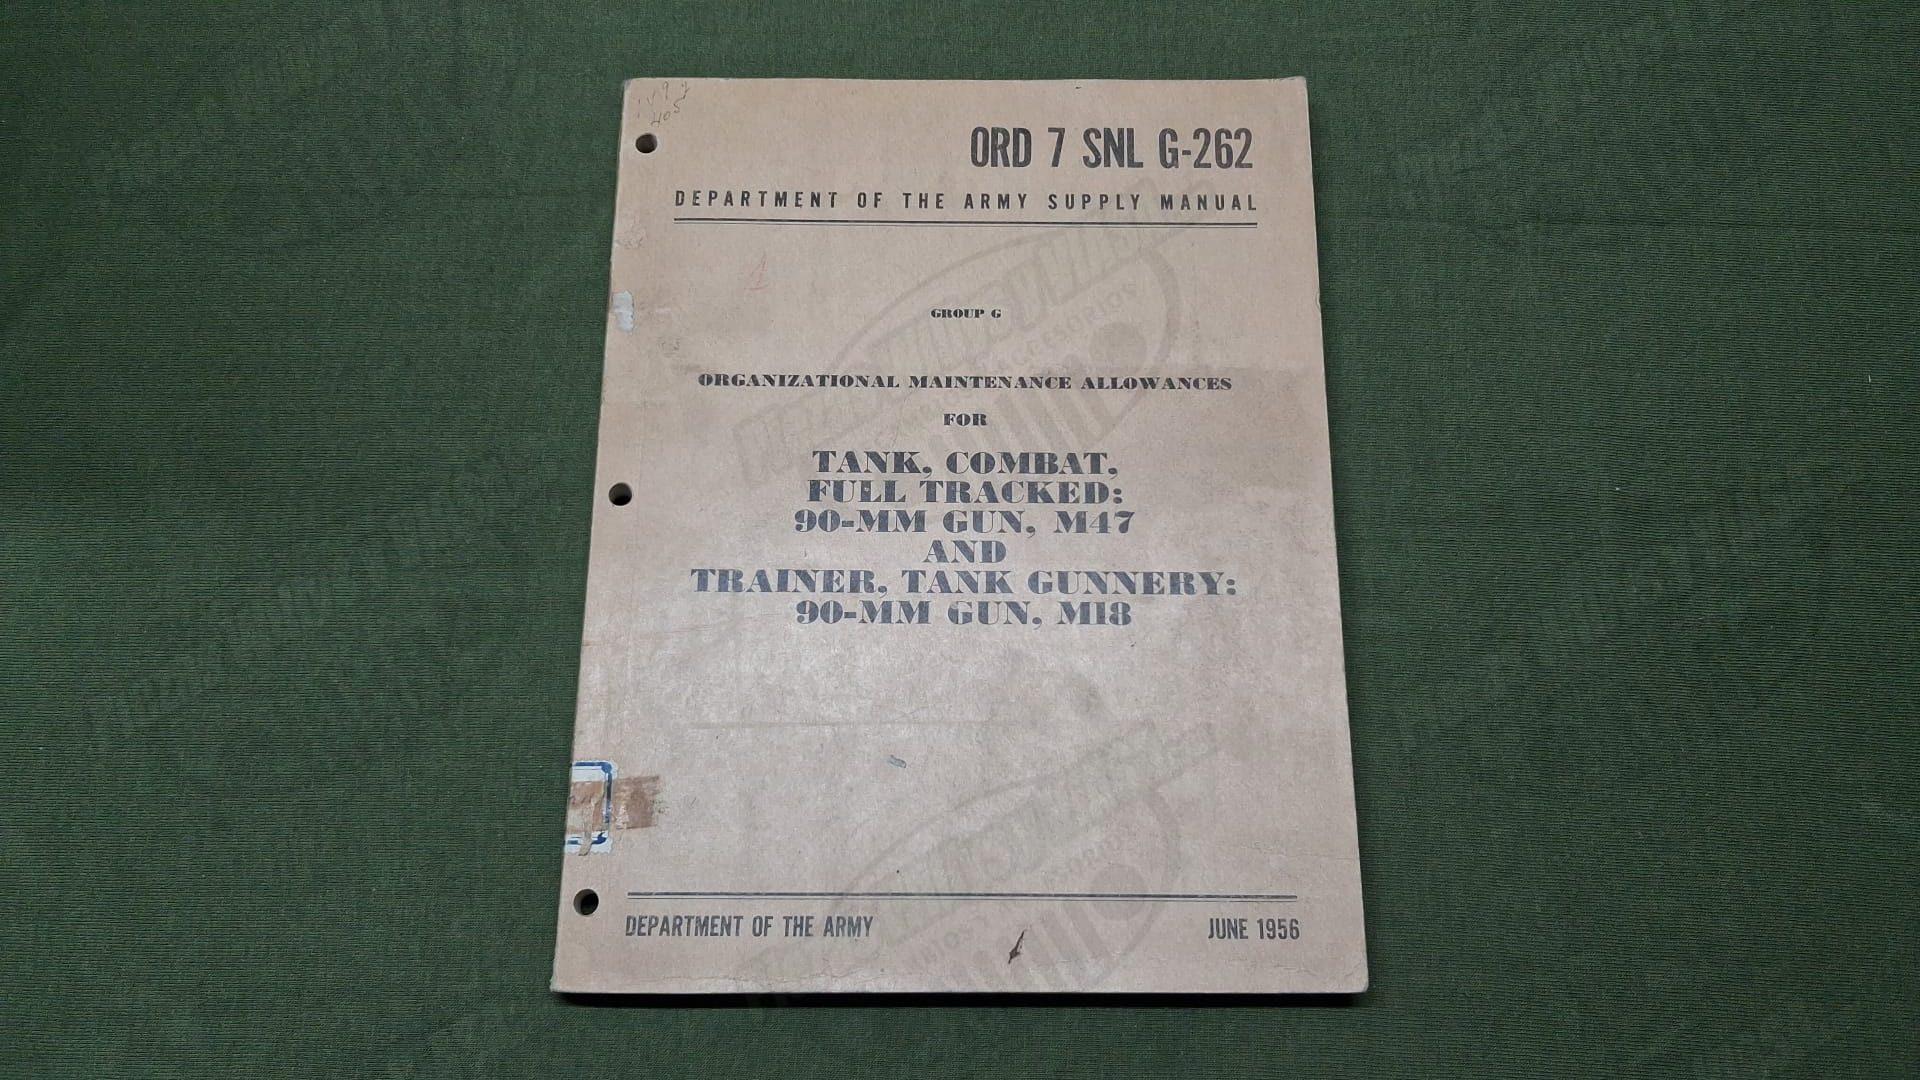 ORD 7 SNL G-262
DEPARTMENT OF THE ARMY SUPPLY MANUAL
GROUP G
ORGANIZATIONAL MAINTENANCE ALLOWANCES
FOR
TANK, COMBAT,
FULL TRACKED:
90-MM GUN, M47
AND
TRAINER, TANK GUNNERY:
90-MM GUN, M18
DEPARTMENT OF THE ARMY
JUNE 1956